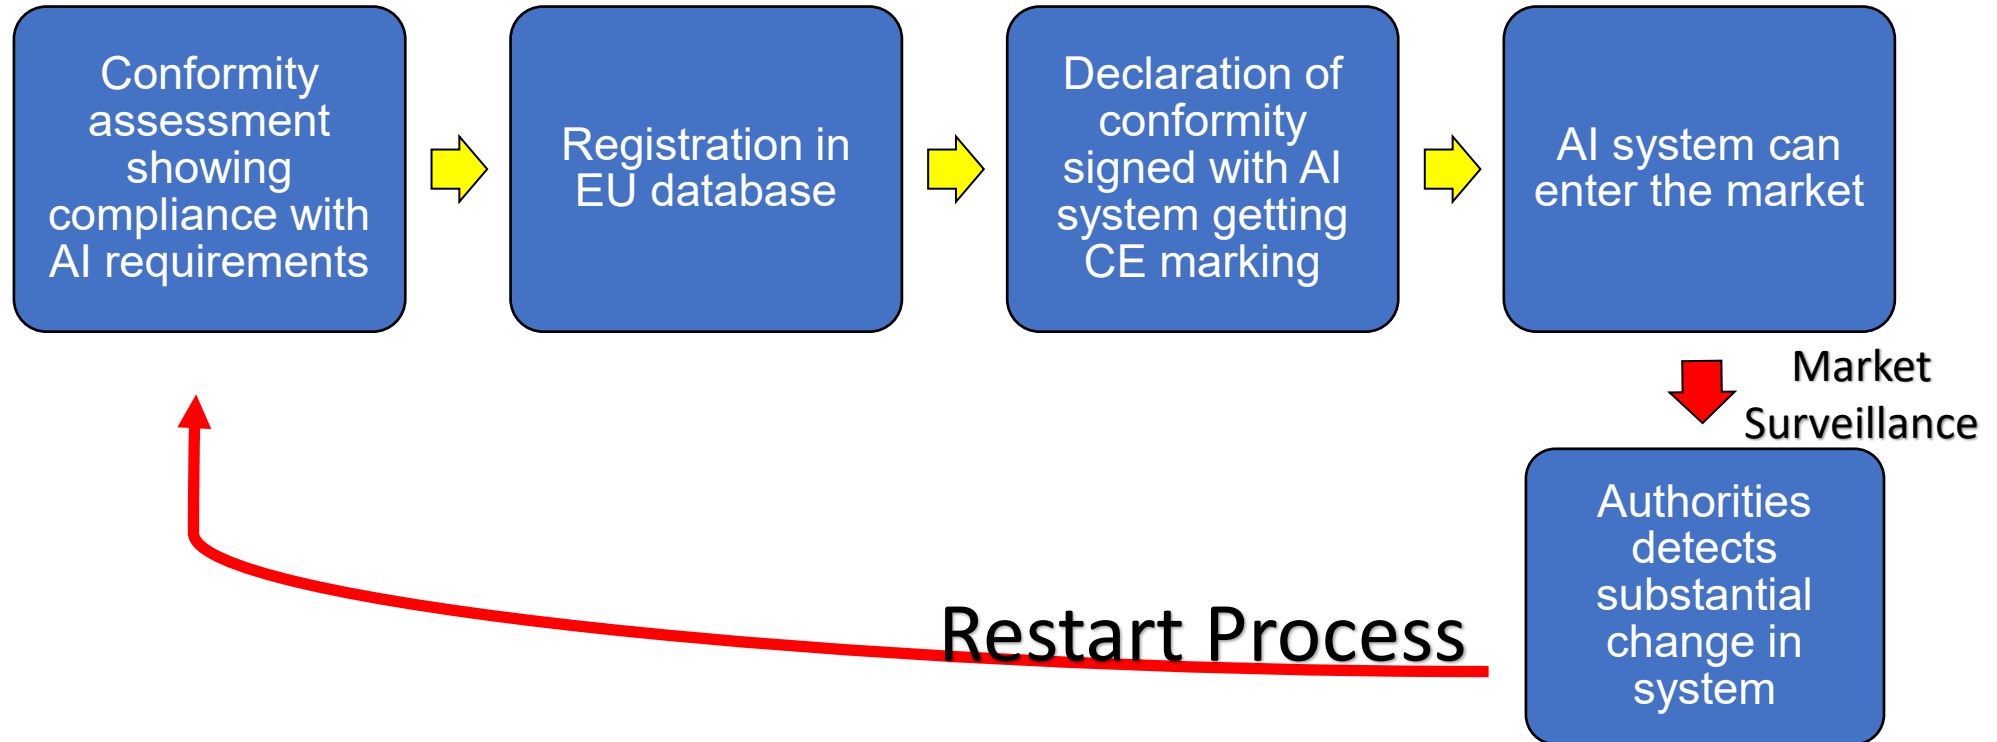 Conformity
assessment
showing
compliance with
AI requirements
Registration in
EU database
Declaration of
conformity
signed with AI
system getting
CE marking
AI system can
enter the market
Market
Surveillance
Authorities
detects
substantial
change in
system
Restart Process